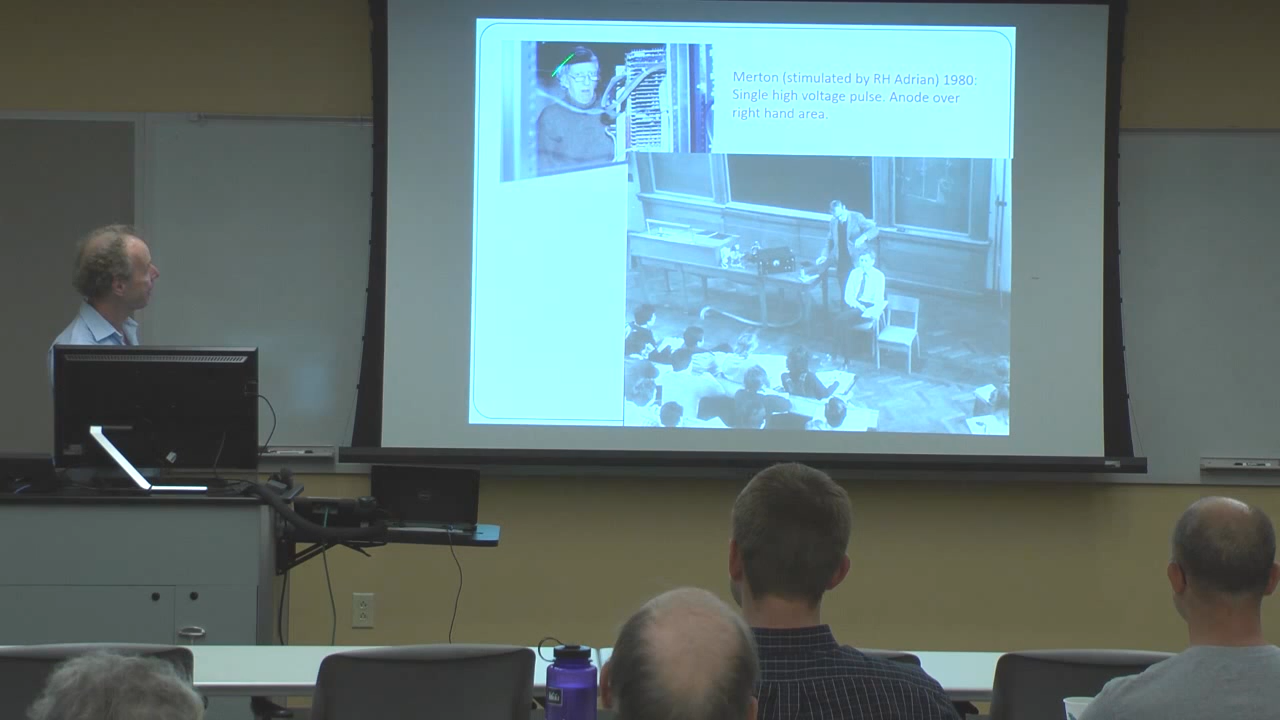 Merton (stimulated by RH Adrian) 1980:
Single high voltage pulse. Anode over
right hand area.